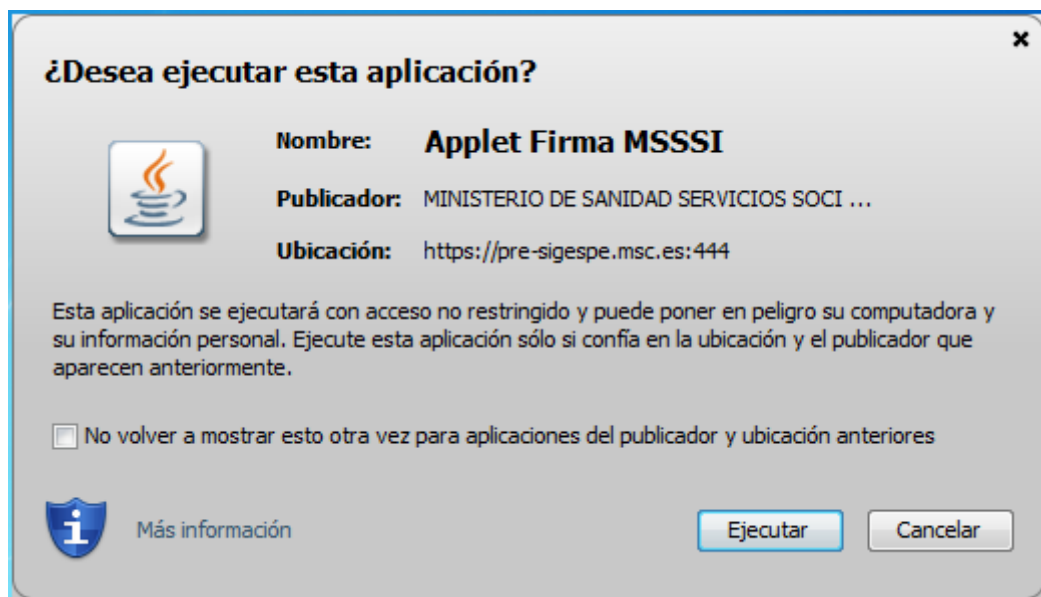 ¿Desea ejecutar esta aplicación?
Nombre: Applet Firma MSSSI
Publicador: MINISTERIO DE SANIDAD SERVICIOS SOCI ...
Ubicación: https://pre-sigespe.msc.es:444
Esta aplicación se ejecutará con acceso no restringido y puede poner en peligro su computadora y
su información personal. Ejecute esta aplicación sólo si confía en la ubicación y el publicador que
aparecen anteriormente.
No volver a mostrar esto otra vez para aplicaciones del publicador y ubicación anteriores
Más información
Ejecutar
Cancelar